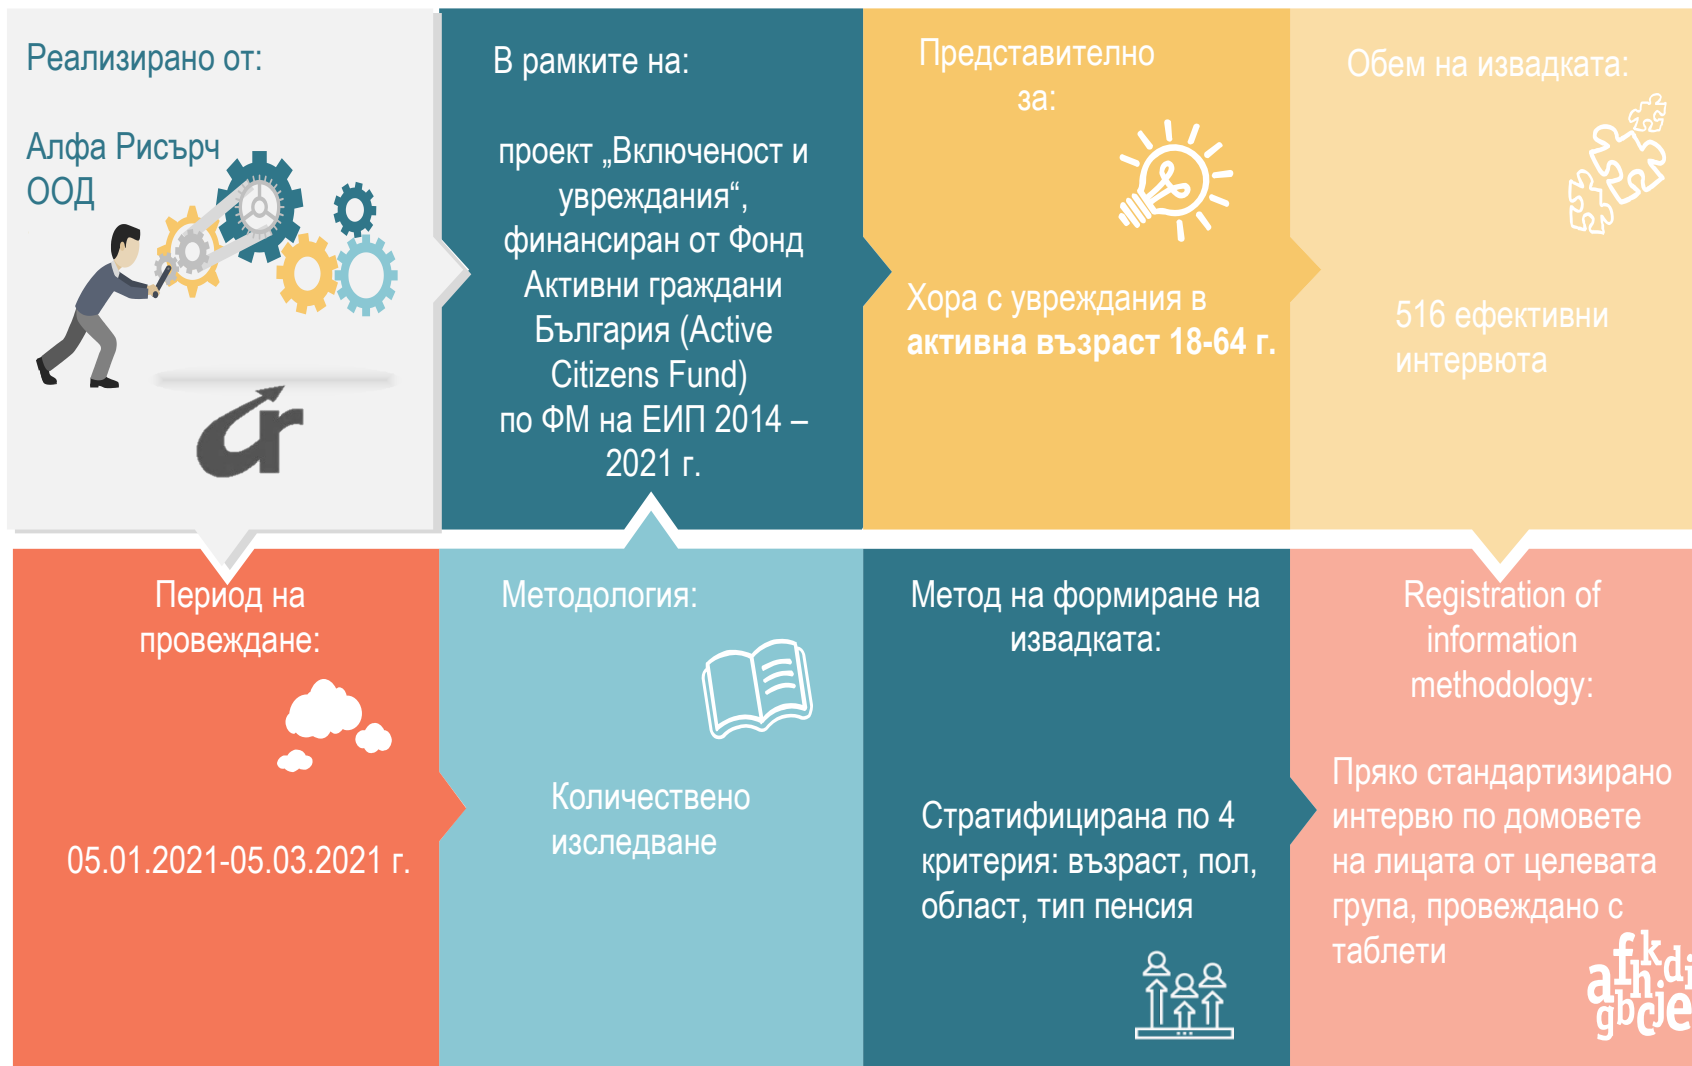 Реализирано от:
Алфа Рисърч
ООД
В рамките на:
проект „Включеност и
увреждания“,
финансиран от Фонд
Активни граждани
България (Active
Citizens Fund)
по ФМ на ЕИП 2014 –
2021 г.
Представително
за:
Хора с увреждания в
активна възраст 18-64 г.
Обем на извадката:
516 ефективни
интервюта
Период на
провеждане:
05.01.2021-05.03.2021 г.
Методология:
Количествено
изследване
Метод на формиране на
извадката:
Стратифицирана по 4
критерия: възраст, пол,
област, тип пенсия
Registration of
information
methodology:
Пряко стандартизирано
интервю по домовете
на лицата от целевата
група, провеждано с
таблети